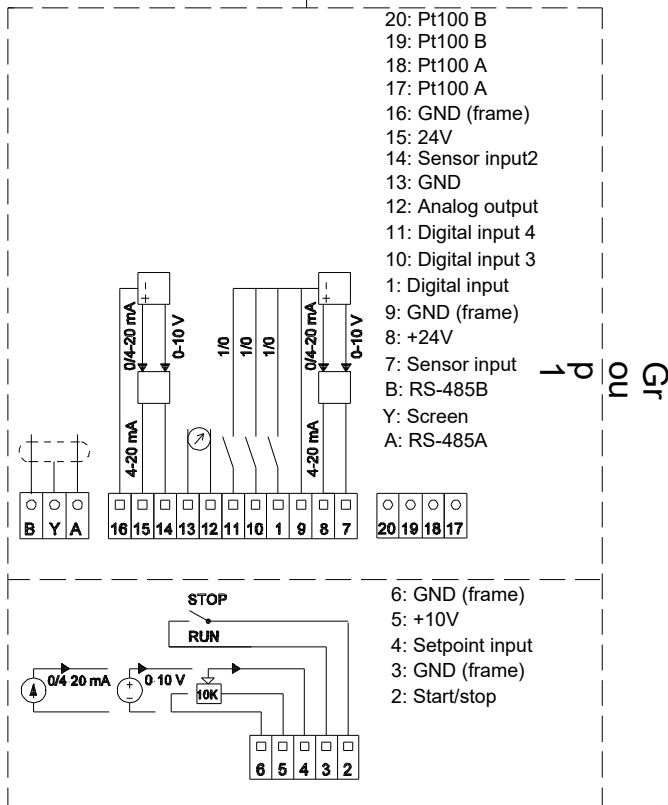 20: Pt100 B
19: Pt100 B
18: Pt100 A
17: Pt100 A
16: GND (frame)
15: 24V
14: Sensor input2
13: GND
12: Analog output
11: Digital input 4
10: Digital input 3
1: Digital input
9: GND (frame)
8: +24V
7: Sensor input
B: RS-485B
Y: Screen
A: RS-485A
Gr
ou
p
1
- +
0/4-20 mA
0-10 V
1/0
1/0
1/0
- +
0/4-20 mA
0-10 V
4-20 mA
4-20 mA
B Y A
16 15 14 13 12 11 10 1 9 8 7
20 19 18 17
6: GND (frame)
5: +10V
4: Setpoint input
3: GND (frame)
2: Start/stop
STOP
RUN
0/4 20 mA
+ −
0 10 V
10K
6 5 4 3 2